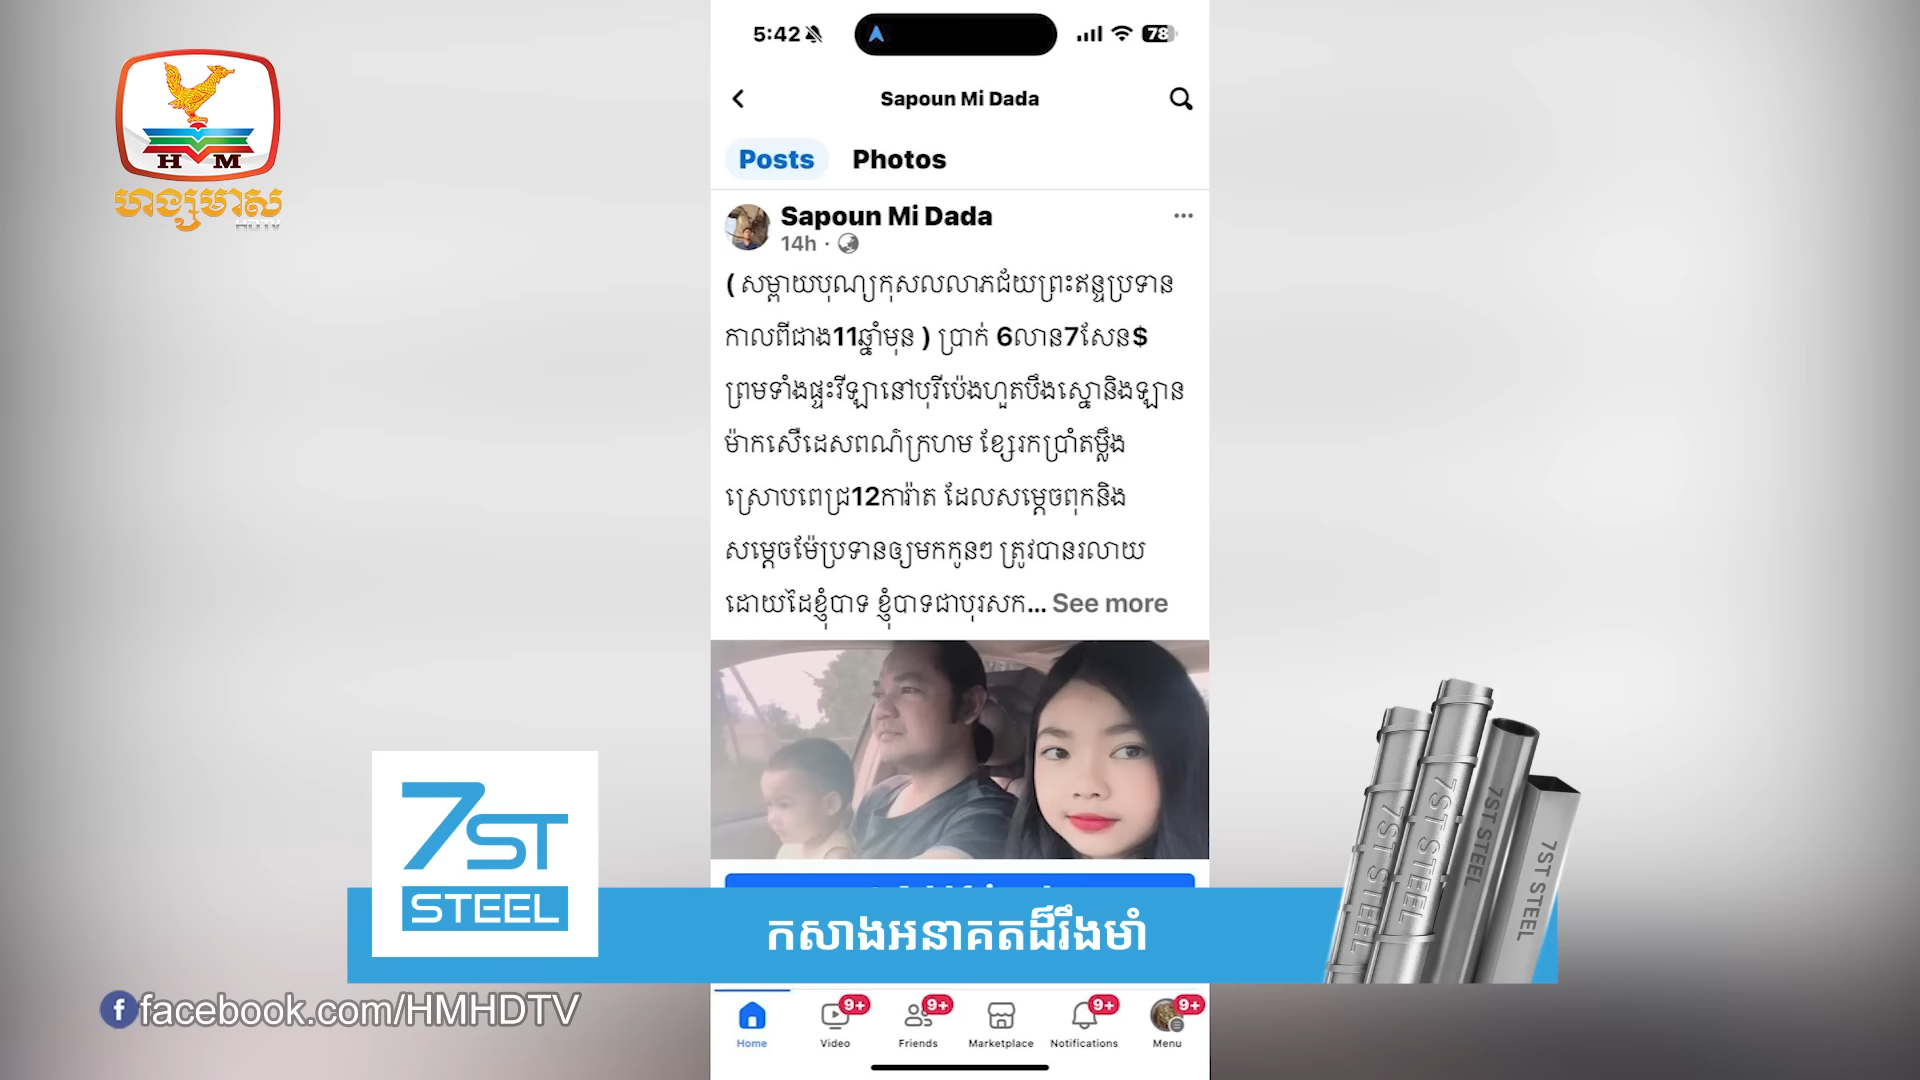 5:42
78
Sapoun Mi Dada
Posts
Photos
Sapoun Mi Dada
14h ·
( សម្ពាយបុណ្យកុសលលាភជ័យព្រះឥន្ទប្រទាន
កាលពីជាង11ឆ្នាំមុន ) ប្រាក់ 6លាន7សែន$
ព្រមទាំងផ្ទះវីឡានៅបុរីប៉េងហួតបឹងស្នោនិងឡាន
ម៉ាកសើដេសពណ៌ក្រហម ខ្សែរកប្រាំតម្លឹង
ស្រោបពេជ្រ12ការ៉ាត ដែលសម្តេចពុកនិង
សម្តេចម៉ែប្រទានឲ្យមកកូនៗ ត្រូវបានរលាយ
ដោយដៃខ្ញុំបាទ ខ្ញុំបាទជាបុរសក... See more
HM
ហង្សមាស
HDTV
7ST
STEEL
កសាងអនាគតដ៏រឹងមាំ
7ST STEEL
7ST STEEL
7ST STEEL
7ST STEEL
facebook.com/HMHDTV
9+
9+
9+
9+
Home
Video
Friends
Marketplace
Notifications
Menu